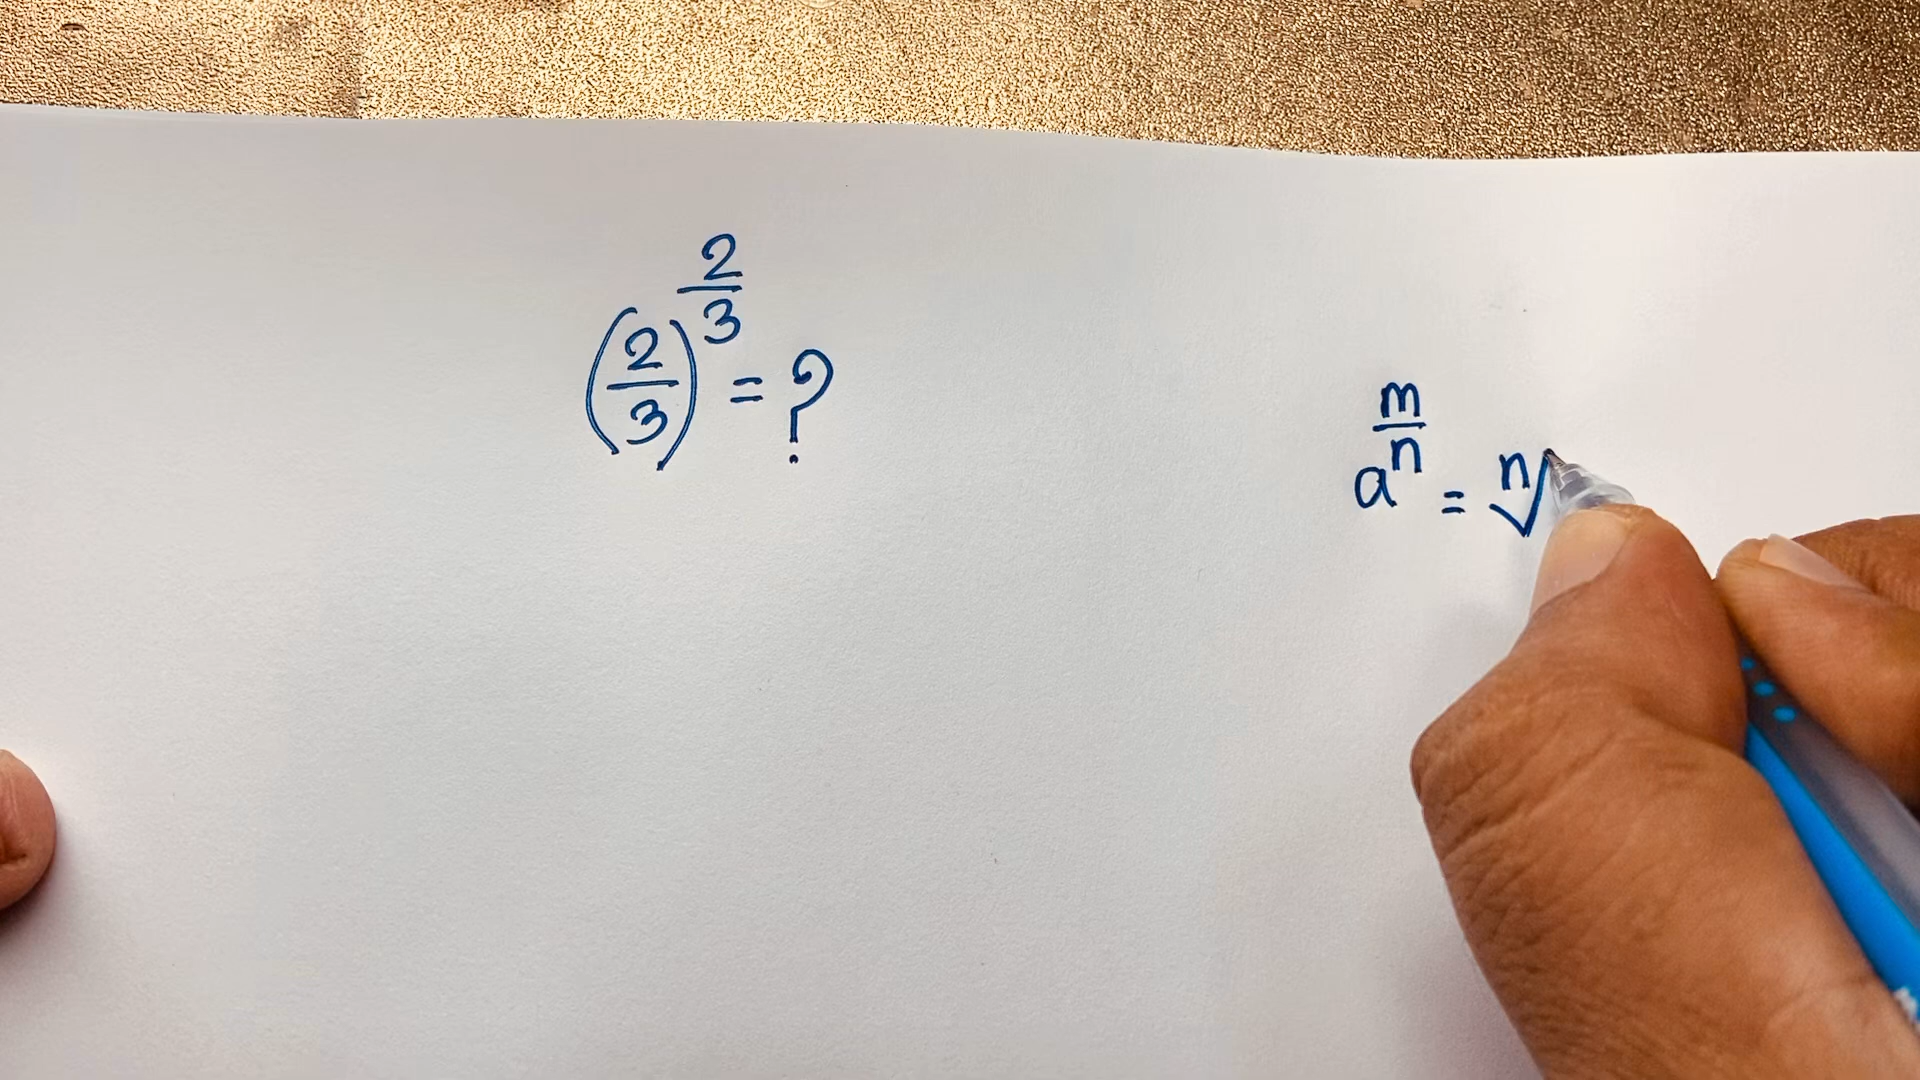 (2/3)^(2/3) = ?
a^(m/n) = ⁿ√